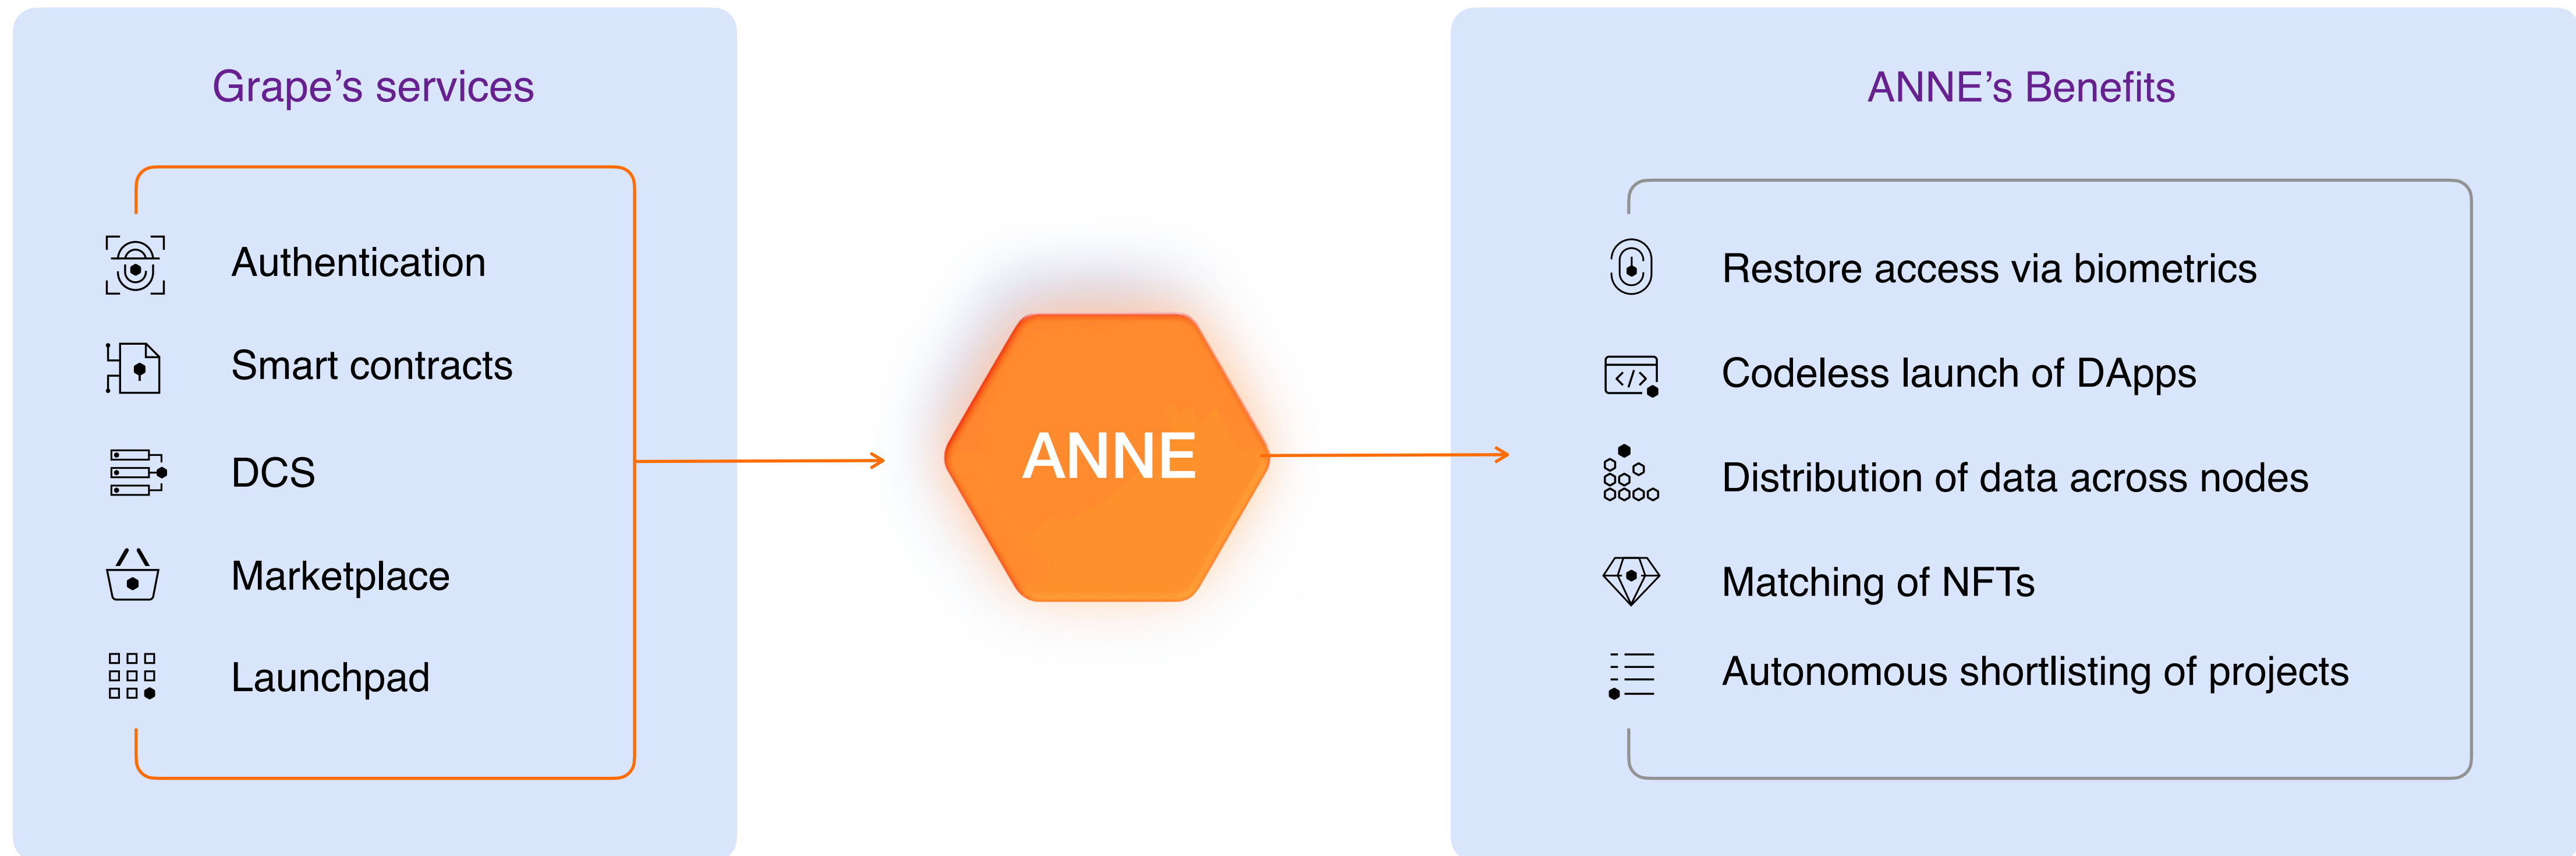 Grape’s services
Authentication
Smart contracts
DCS
Marketplace
Launchpad
ANNE
ANNE’s Benefits
Restore access via biometrics
Codeless launch of DApps
Distribution of data across nodes
Matching of NFTs
Autonomous shortlisting of projects